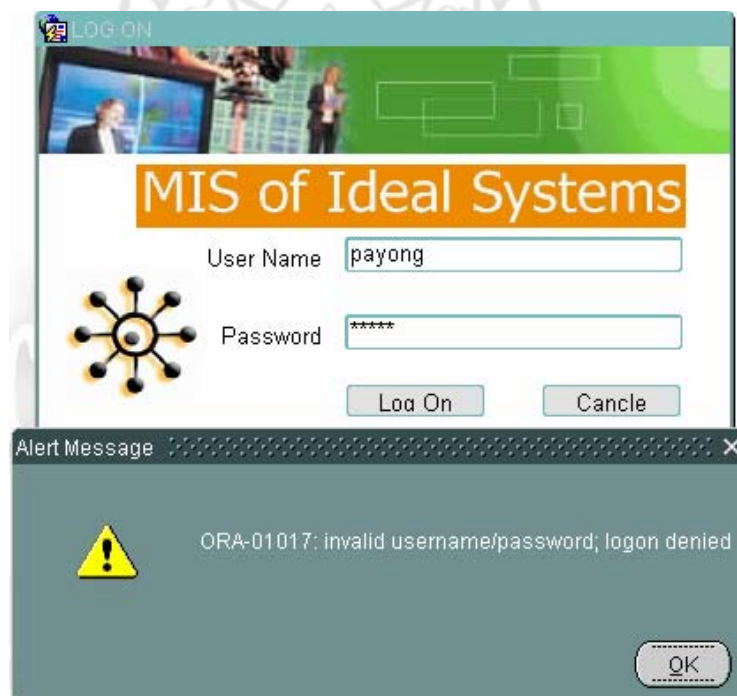 LOG ON
MIS of Ideal Systems
User Name payong
Password *****
Log On Cancle
Alert Message
ORA-01017: invalid username/password; logon denied
OK